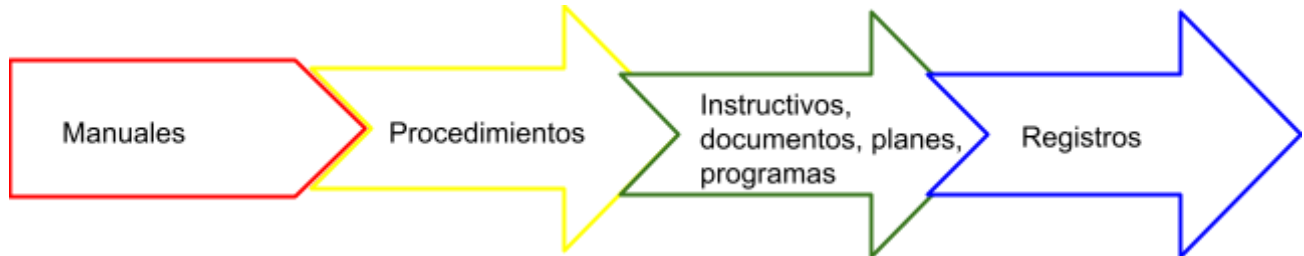 Manuales
Procedimientos
Instructivos,
documentos, planes,
programas
Registros